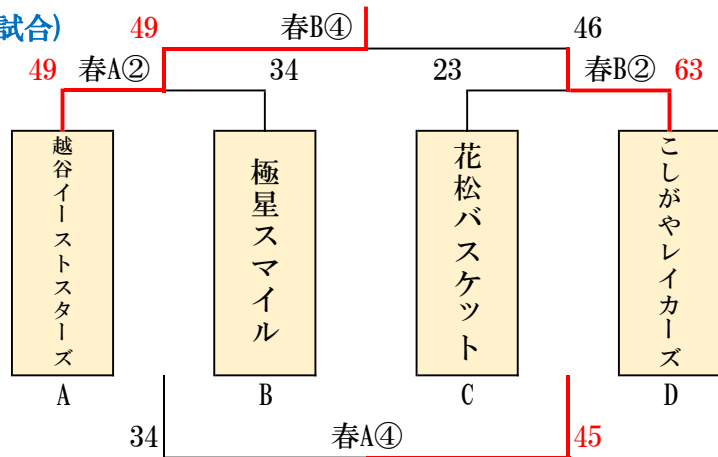 試合)
49 春B④ 46
49 春A② 34 23 春B② 63
越谷イーストスターズ
極星スマイル
花松バスケット
こしがやレイカーズ
A B C D
34 春A④ 45